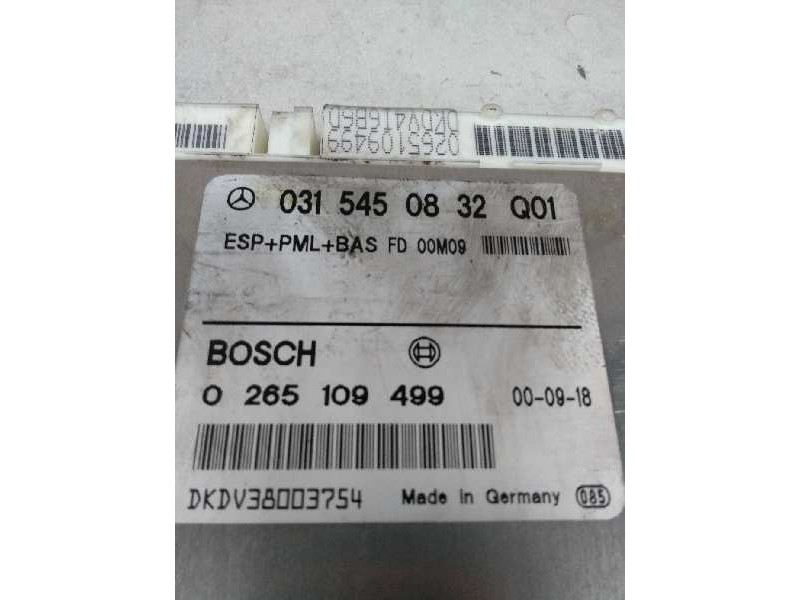 0265109499
DKDV416B6D
031 545 08 32 Q01
ESP+PML+BAS FD 00M09
BOSCH
0 265 109 499 00-09-18
DKDV38003754 Made in Germany 085